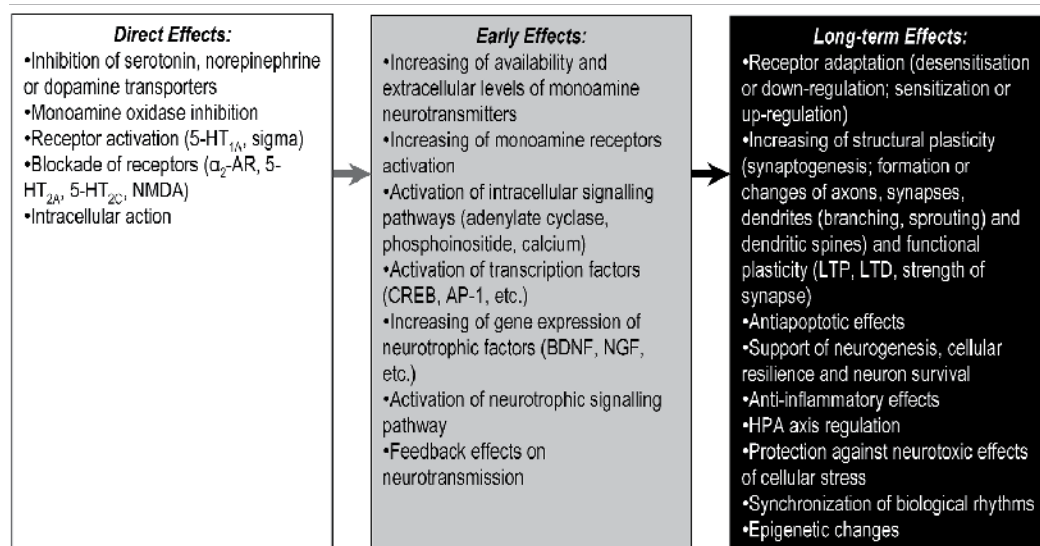 Direct Effects:
•Inhibition of serotonin, norepinephrine
or dopamine transporters
•Monoamine oxidase inhibition
•Receptor activation (5-HT1A, sigma)
•Blockade of receptors (α2-AR, 5-
HT2A, 5-HT2C, NMDA)
•Intracellular action
Early Effects:
•Increasing of availability and
extracellular levels of monoamine
neurotransmitters
•Increasing of monoamine receptors
activation
•Activation of intracellular signalling
pathways (adenylate cyclase,
phosphoinositide, calcium)
•Activation of transcription factors
(CREB, AP-1, etc.)
•Increasing of gene expression of
neurotrophic factors (BDNF, NGF,
etc.)
•Activation of neurotrophic signalling
pathway
•Feedback effects on
neurotransmission
Long-term Effects:
•Receptor adaptation (desensitisation
or down-regulation; sensitization or
up-regulation)
•Increasing of structural plasticity
(synaptogenesis; formation or
changes of axons, synapses,
dendrites (branching, sprouting) and
dendritic spines) and functional
plasticity (LTP, LTD, strength of
synapse)
•Antiapoptotic effects
•Support of neurogenesis, cellular
resilience and neuron survival
•Anti-inflammatory effects
•HPA axis regulation
•Protection against neurotoxic effects
of cellular stress
•Synchronization of biological rhythms
•Epigenetic changes